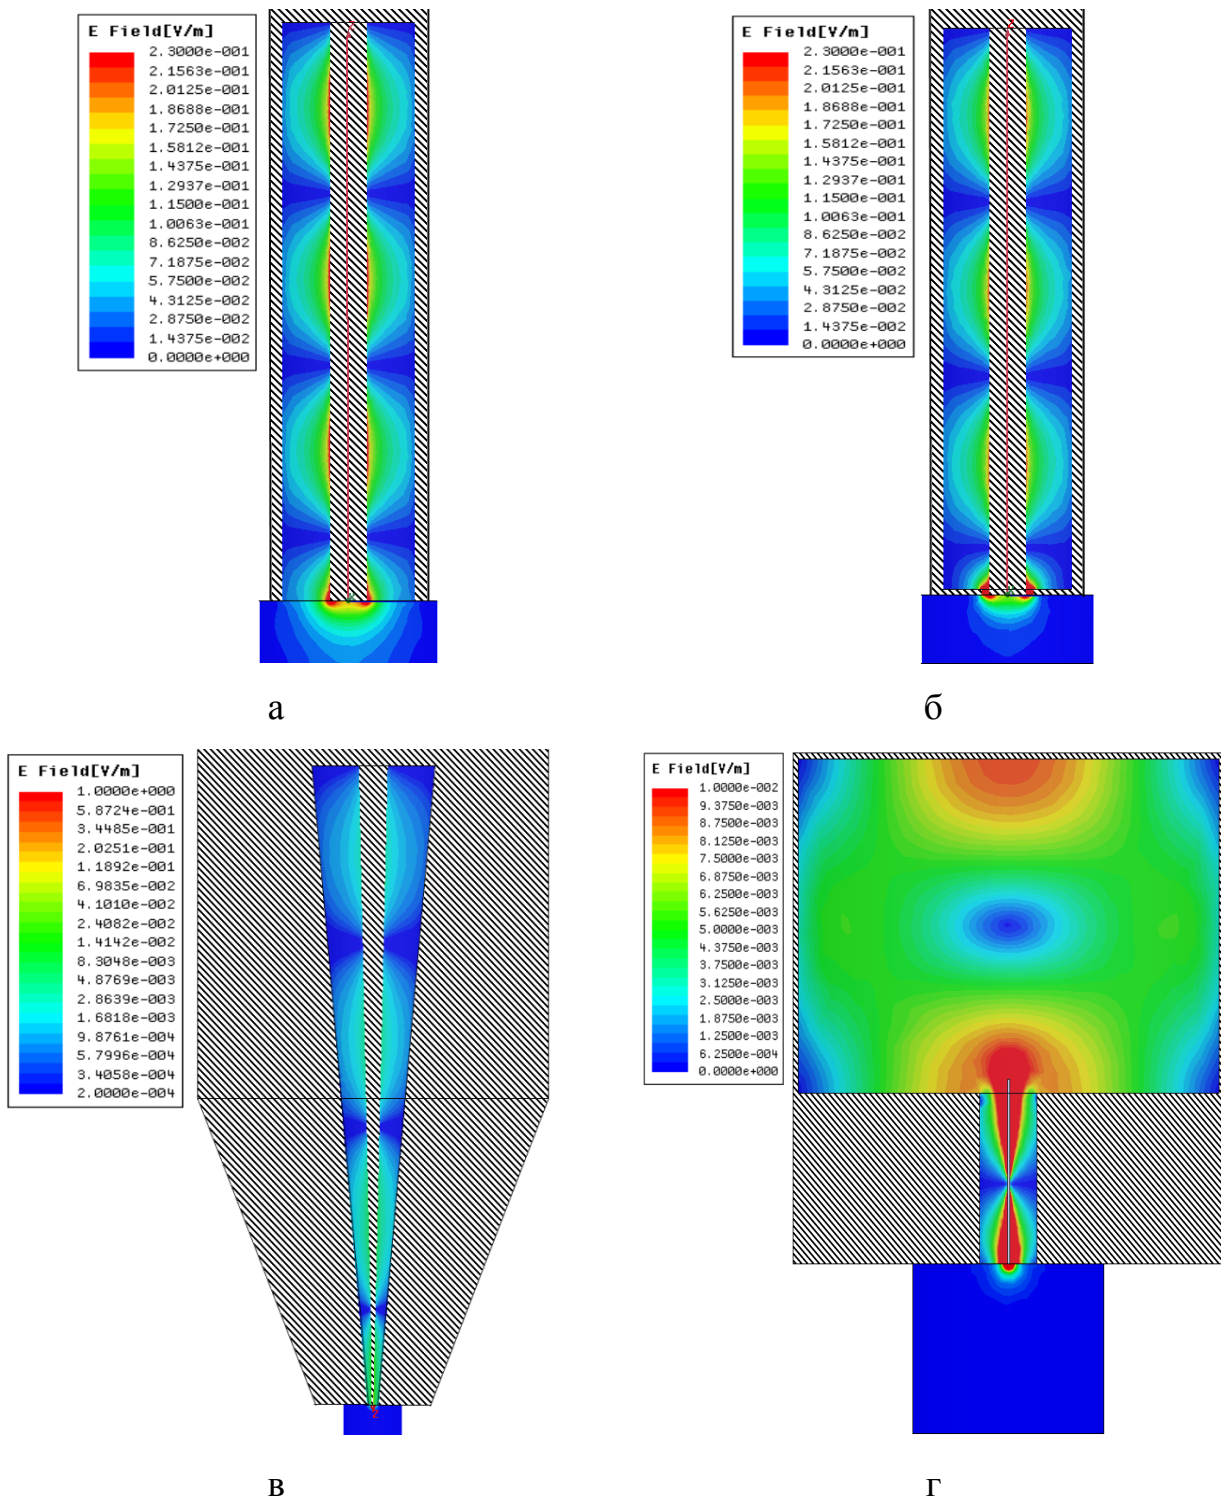 E Field[V/m]
2.3000e-001
2.1563e-001
2.0125e-001
1.8688e-001
1.7250e-001
1.5812e-001
1.4375e-001
1.2937e-001
1.1500e-001
1.0063e-001
8.6250e-002
7.1875e-002
5.7500e-002
4.3125e-002
2.8750e-002
1.4375e-002
0.0000e+000
E Field[V/m]
2.3000e-001
2.1563e-001
2.0125e-001
1.8688e-001
1.7250e-001
1.5812e-001
1.4375e-001
1.2937e-001
1.1500e-001
1.0063e-001
8.6250e-002
7.1875e-002
5.7500e-002
4.3125e-002
2.8750e-002
1.4375e-002
0.0000e+000
а
б
E Field[V/m]
1.0000e+000
5.8724e-001
3.4485e-001
2.0251e-001
1.1892e-001
6.9835e-002
4.1010e-002
2.4082e-002
1.4142e-002
8.3048e-003
4.8769e-003
2.8639e-003
1.6818e-003
9.8761e-004
5.7996e-004
3.4058e-004
2.0000e-004
E Field[V/m]
1.0000e-002
9.3750e-003
8.7500e-003
8.1250e-003
7.5000e-003
6.8750e-003
6.2500e-003
5.6250e-003
5.0000e-003
4.3750e-003
3.7500e-003
3.1250e-003
2.5000e-003
1.8750e-003
1.2500e-003
6.2500e-004
0.0000e+000
Z
в
г